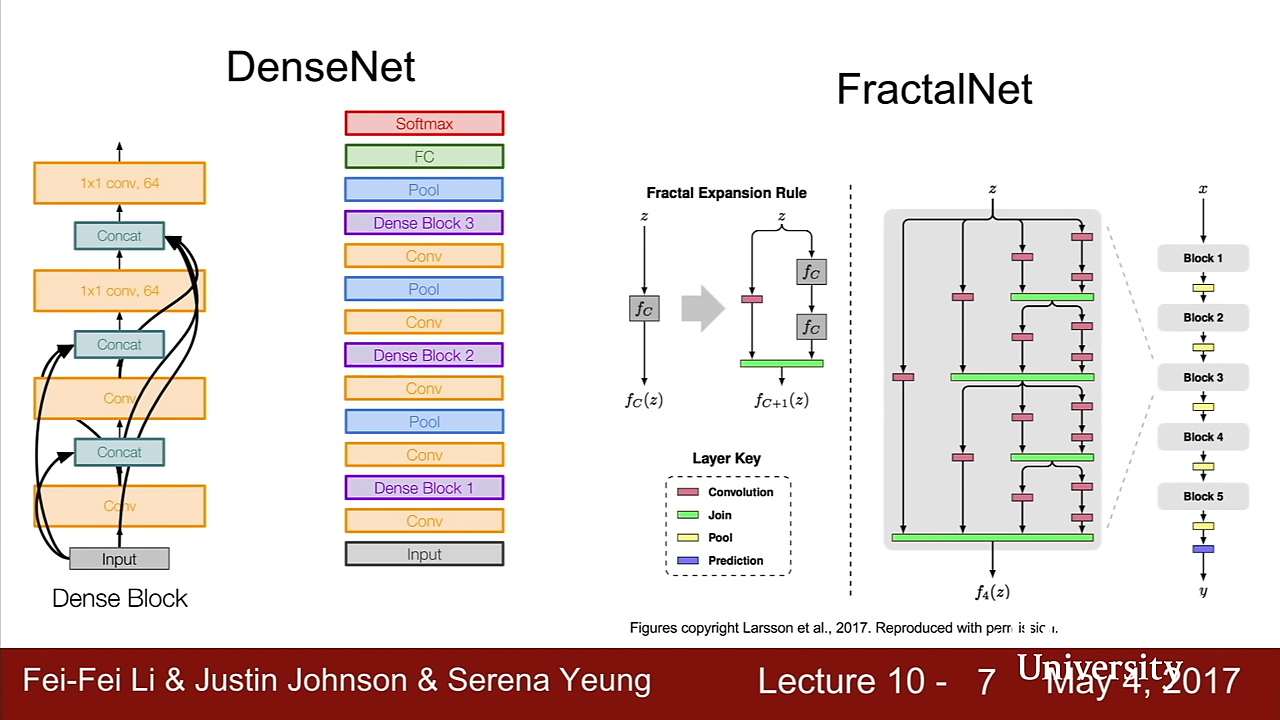 DenseNet
1x1 conv, 64
Concat
1x1 conv, 64
Concat
Conv
Concat
Conv
Input
Dense Block
Softmax
FC
Pool
Dense Block 3
Conv
Pool
Conv
Dense Block 2
Conv
Pool
Conv
Dense Block 1
Conv
Input
FractalNet
Fractal Expansion Rule
z
f_C
f_C(z)
z
f_C
f_C
f_{C+1}(z)
Layer Key
Convolution
Join
Pool
Prediction
z
f_4(z)
x
Block 1
Block 2
Block 3
Block 4
Block 5
y
Figures copyright Larsson et al., 2017. Reproduced with
Fei-Fei Li & Justin Johnson & Serena Yeung
Lecture 10 - 7
University
May 4, 2017